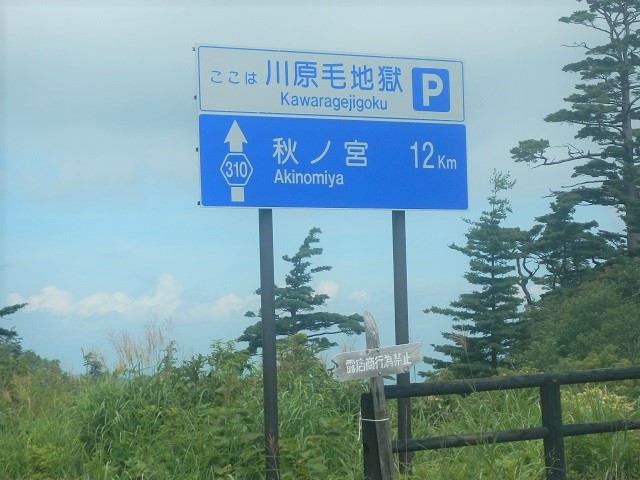 ここは 川原毛地獄 P
Kawaragejigoku
310 秋ノ宮 12Km
Akinomiya
露店商行為禁止